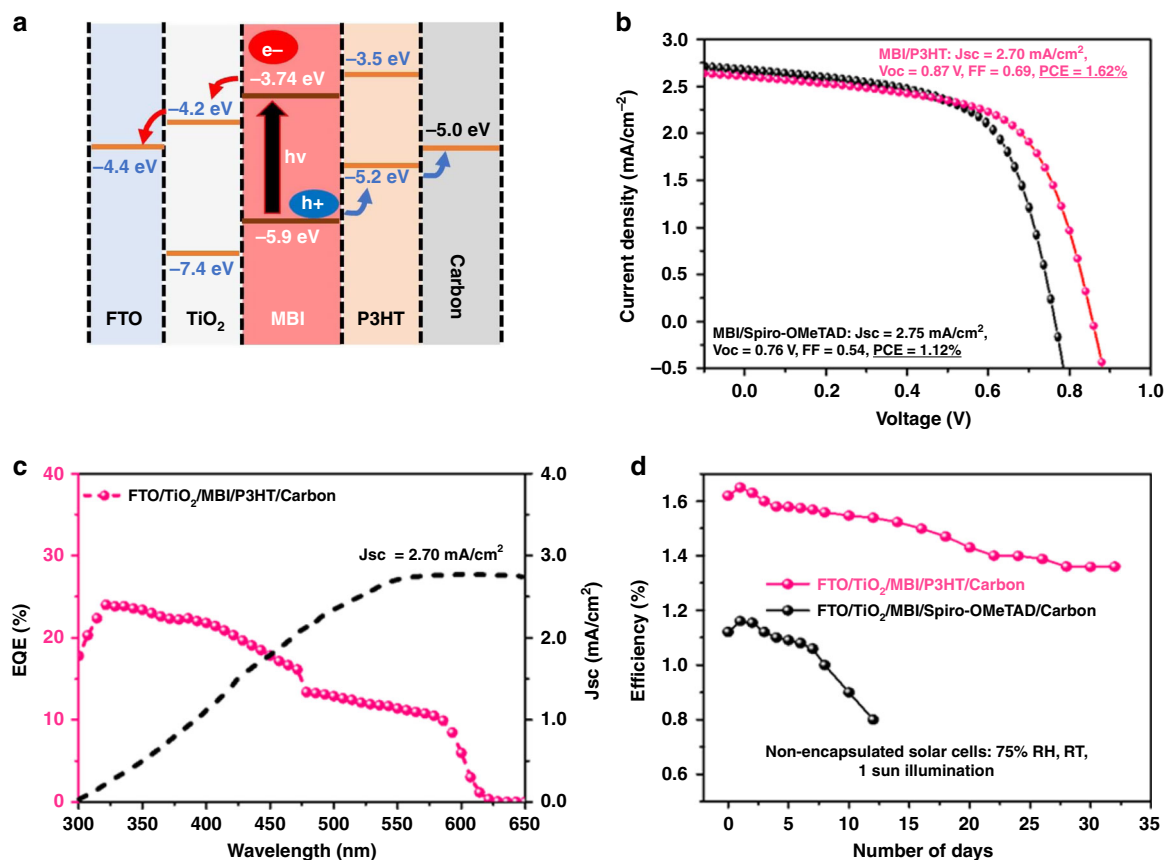 a
e–
–3.74 eV
–3.5 eV
–4.2 eV
–5.0 eV
–4.4 eV
hv
–5.2 eV
h+
–5.9 eV
–7.4 eV
FTO
TiO₂
MBI
P3HT
Carbon
b
MBI/P3HT: Jsc = 2.70 mA/cm²,
Voc = 0.87 V, FF = 0.69, PCE = 1.62%
MBI/Spiro-OMeTAD: Jsc = 2.75 mA/cm²,
Voc = 0.76 V, FF = 0.54, PCE = 1.12%
Current density (mA/cm⁻²)
3.0
2.5
2.0
1.5
1.0
0.5
0.0
–0.5
0.0 0.2 0.4 0.6 0.8 1.0
Voltage (V)
c
FTO/TiO₂/MBI/P3HT/Carbon
Jsc = 2.70 mA/cm²
EQE (%)
40
30
20
10
0
Jsc (mA/cm²)
4.0
3.0
2.0
1.0
0.0
300 350 400 450 500 550 600 650
Wavelength (nm)
d
FTO/TiO₂/MBI/P3HT/Carbon
FTO/TiO₂/MBI/Spiro-OMeTAD/Carbon
Non-encapsulated solar cells: 75% RH, RT,
1 sun illumination
Efficiency (%)
1.6
1.4
1.2
1.0
0.8
0.6
0 5 10 15 20 25 30 35
Number of days